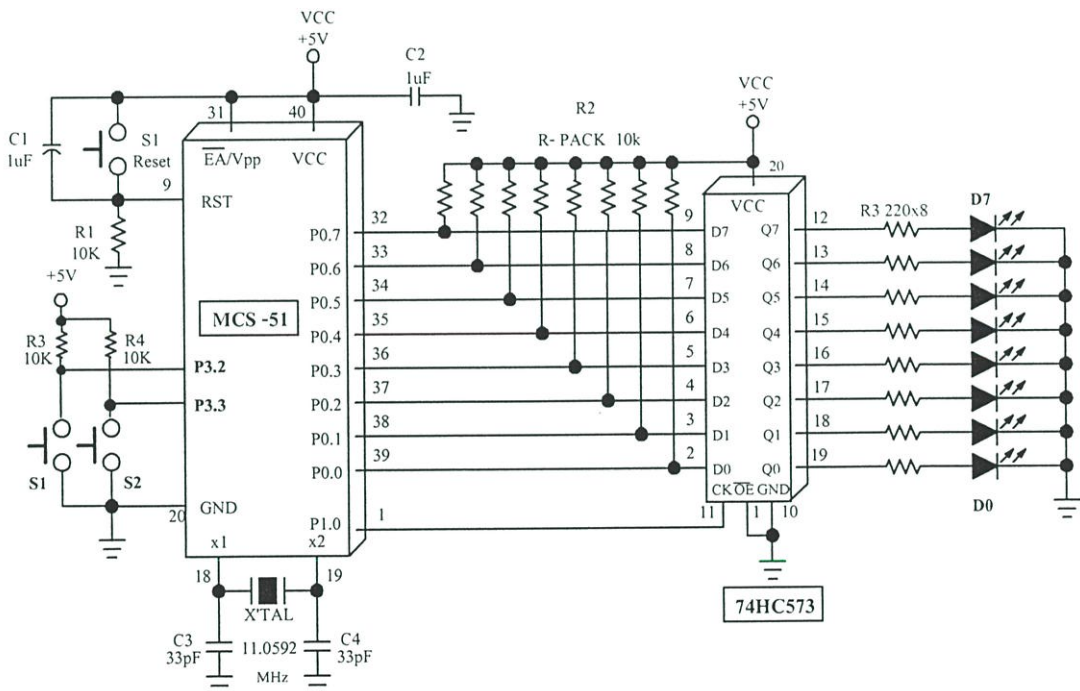 VCC
+5V
C2
1uF
VCC
+5V
R2
R- PACK 10k
C1
1uF
S1
Reset
31
40
EA/Vpp
VCC
9
RST
R1
10K
+5V
R3
10K
R4
10K
MCS -51
P3.2
P3.3
S1
S2
20
GND
x1
x2
18
19
X'TAL
C3
33pF
11.0592
MHz
C4
33pF
P0.7
32
P0.6
33
P0.5
34
P0.4
35
P0.3
36
P0.2
37
P0.1
38
P0.0
39
P1.0
1
20
VCC
9
D7
Q7
12
8
D6
Q6
13
7
D5
Q5
14
6
D4
Q4
15
5
D3
Q3
16
4
D2
Q2
17
3
D1
Q1
18
2
D0
Q0
19
CK OE GND
11
1
10
74HC573
R3 220x8
D7
D0